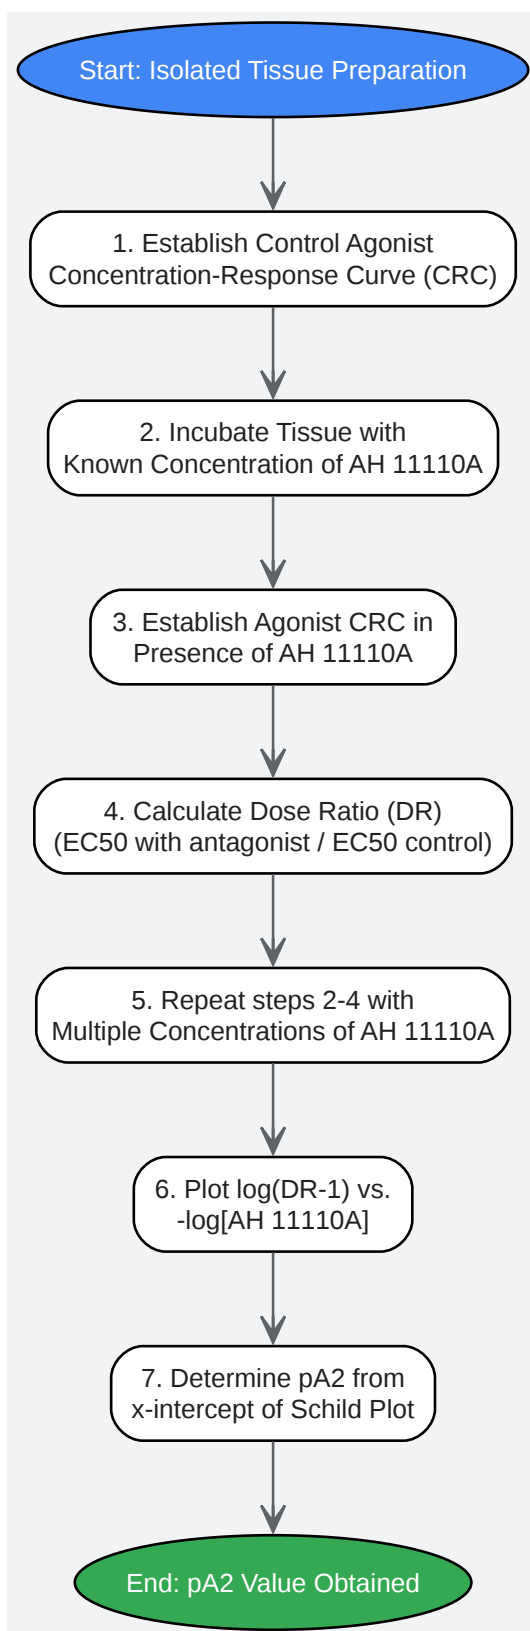 Start: Isolated Tissue Preparation
1. Establish Control Agonist
Concentration-Response Curve (CRC)
2. Incubate Tissue with
Known Concentration of AH 11110A
3. Establish Agonist CRC in
Presence of AH 11110A
4. Calculate Dose Ratio (DR)
(EC50 with antagonist / EC50 control)
5. Repeat steps 2-4 with
Multiple Concentrations of AH 11110A
6. Plot log(DR-1) vs.
-log[AH 11110A]
7. Determine pA2 from
x-intercept of Schild Plot
End: pA2 Value Obtained